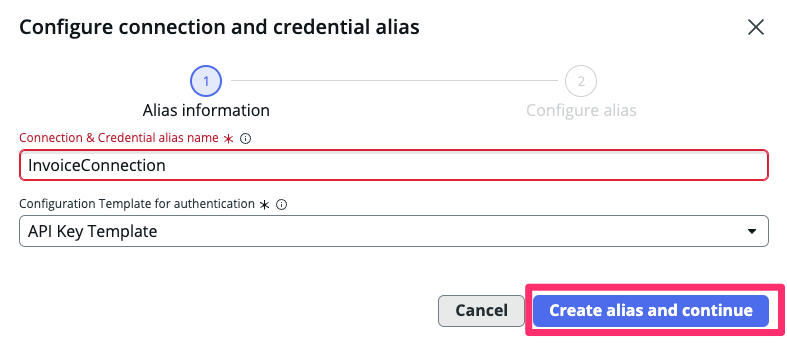 Configure connection and credential alias
1
2
Alias information
Configure alias
Connection & Credential alias name *
InvoiceConnection
Configuration Template for authentication *
API Key Template
Cancel
Create alias and continue